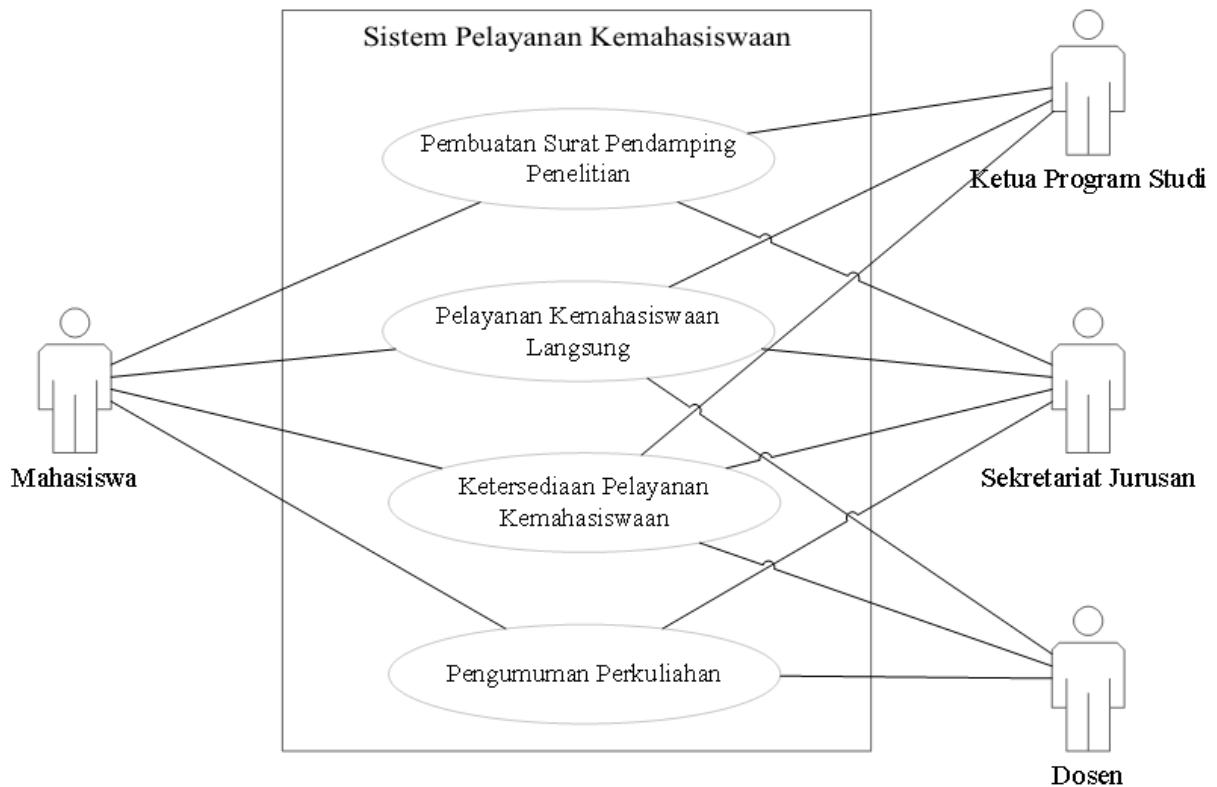 Sistem Pelayanan Kemahasiswaan
Pembuatan Surat Pendamping
Penelitian
Ketua Program Studi
Pelayanan Kemahasiswaan
Langsung
Mahasiswa
Ketersediaan Pelayanan
Kemahasiswaan
Sekretariat Jurusan
Pengumuman Perkuliahan
Dosen